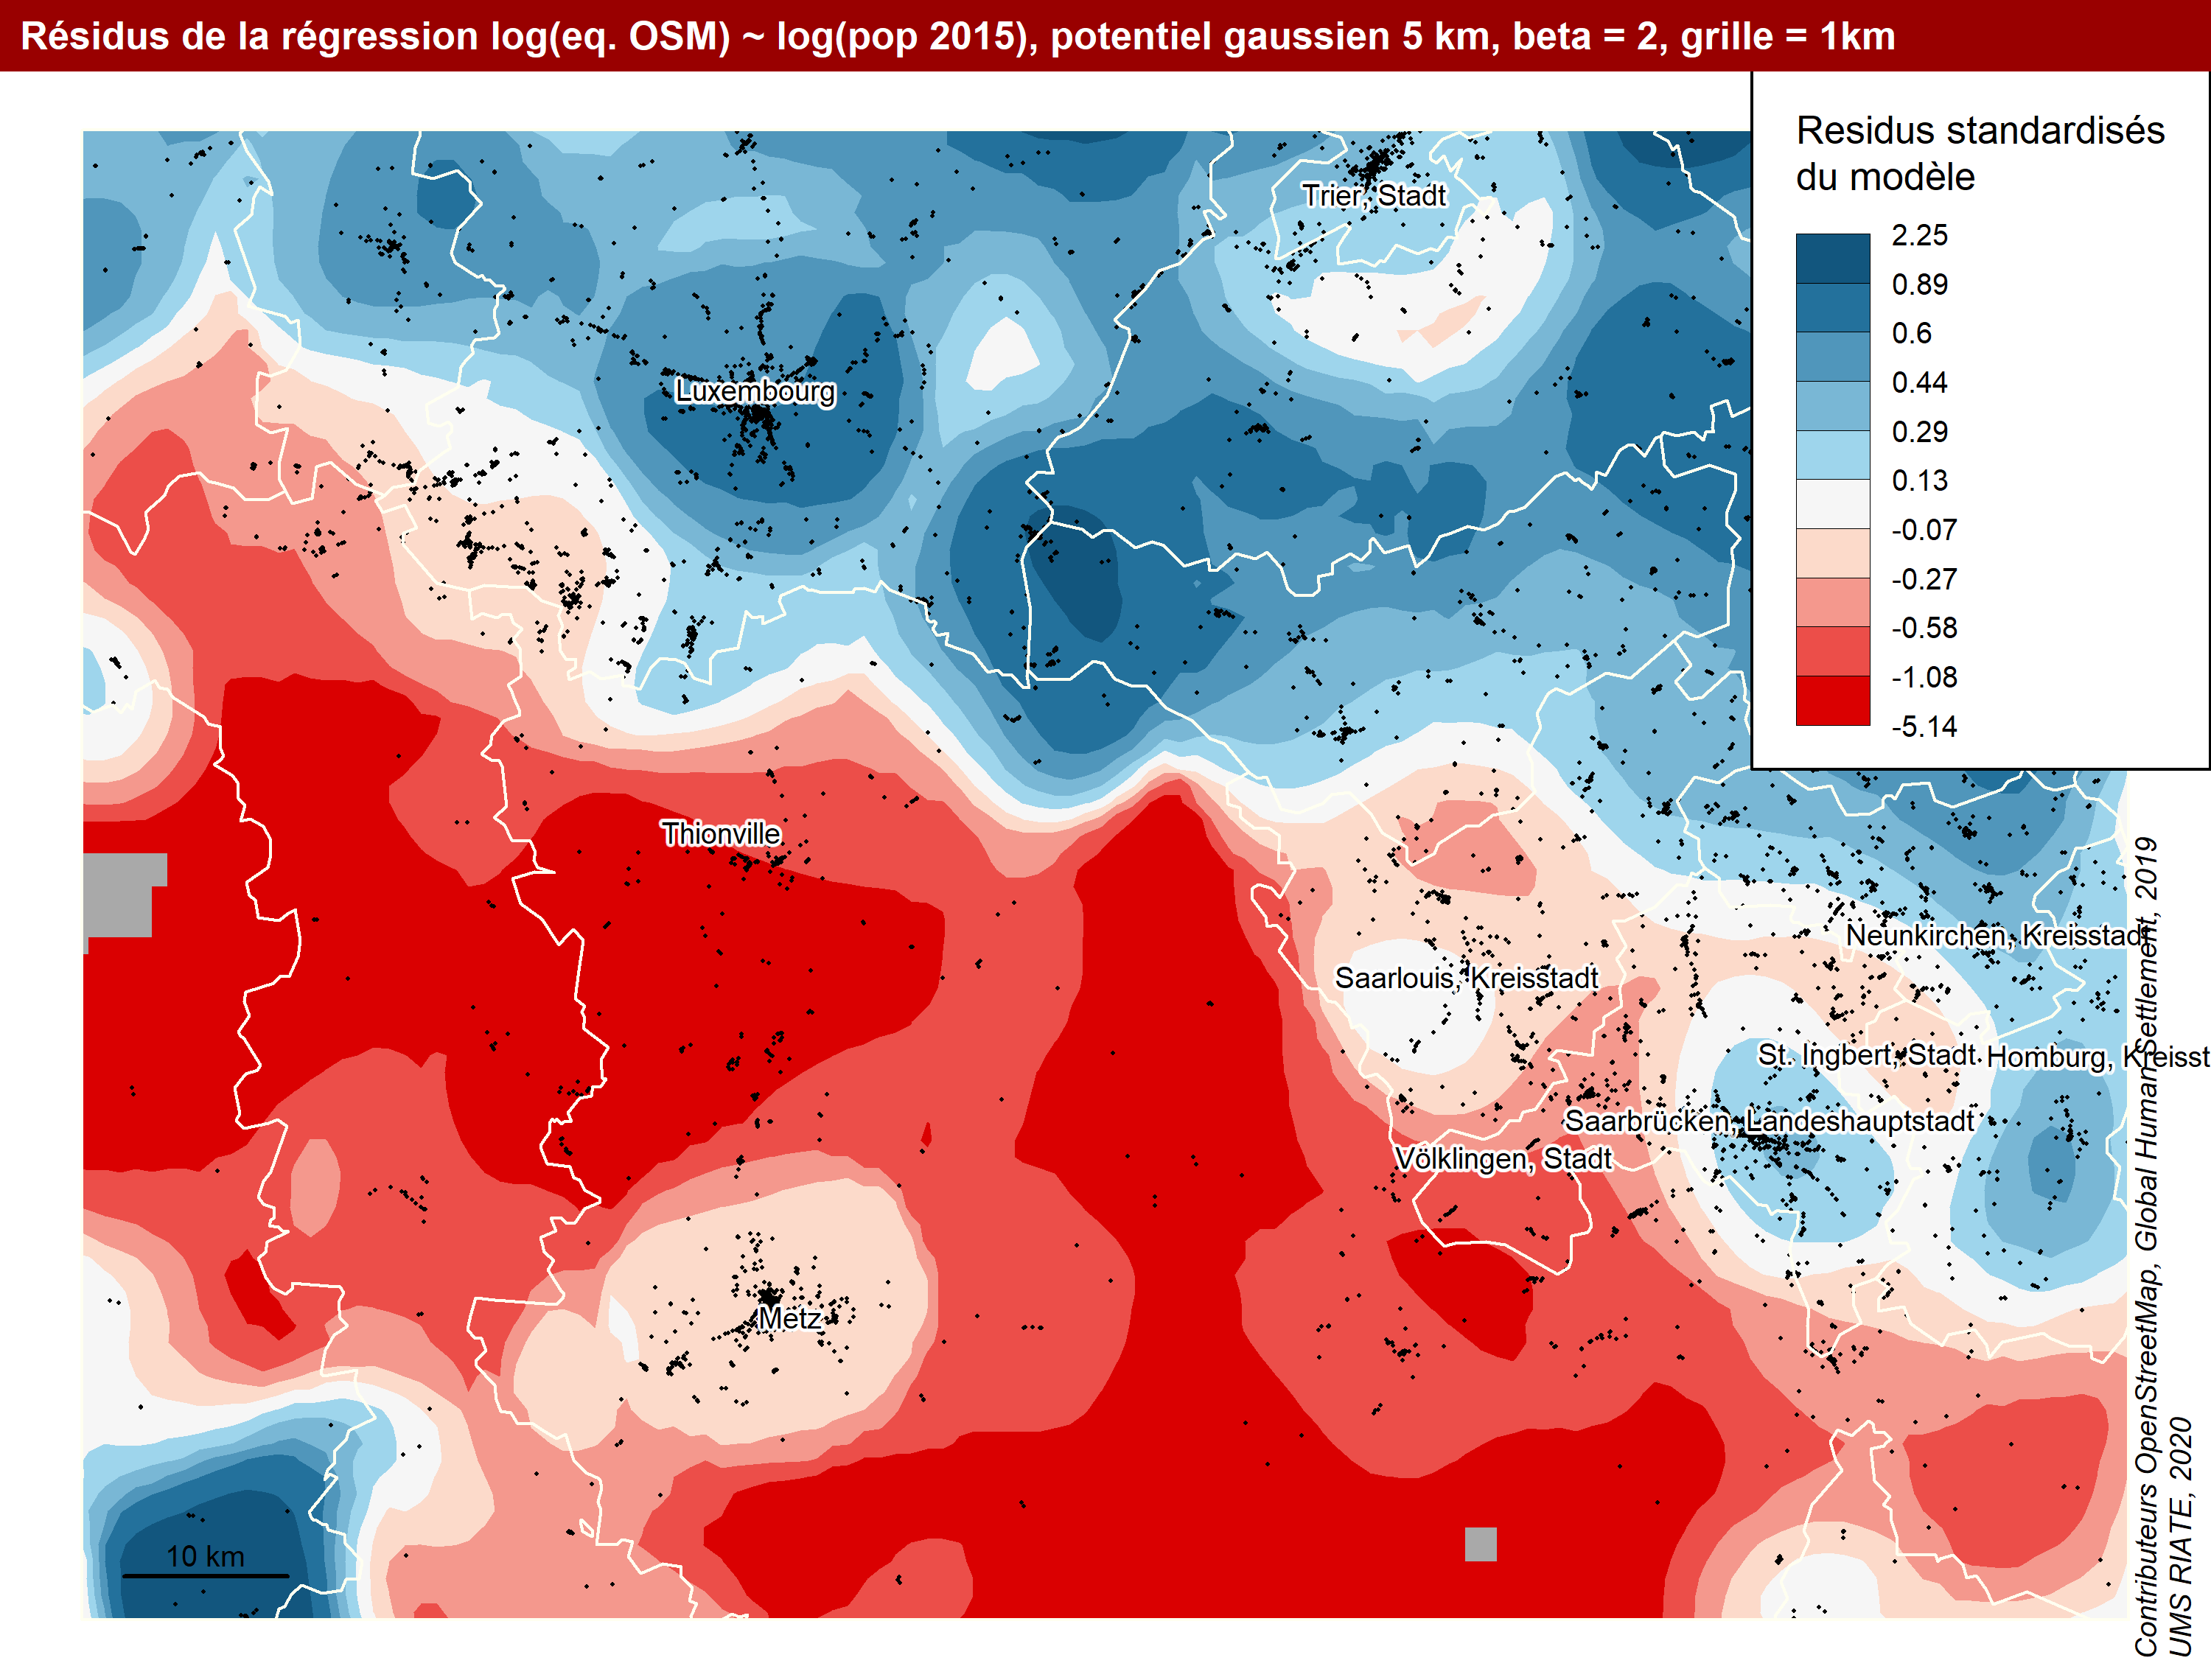 Résidus de la régression log(eq. OSM) ~ log(pop 2015), potentiel gaussien 5 km, beta = 2, grille = 1km
Residus standardisés
du modèle
2.25
0.89
0.6
0.44
0.29
0.13
-0.07
-0.27
-0.58
-1.08
-5.14
Trier, Stadt
Luxembourg
Thionville
Neunkirchen, Kreisstadt
Saarlouis, Kreisstadt
St. Ingbert, Stadt
Homburg, Kreisst
Saarbrücken, Landeshauptstadt
Völklingen, Stadt
Metz
10 km
Contributeurs OpenStreetMap, Global Human Settlement, 2019
UMS RIATE, 2020